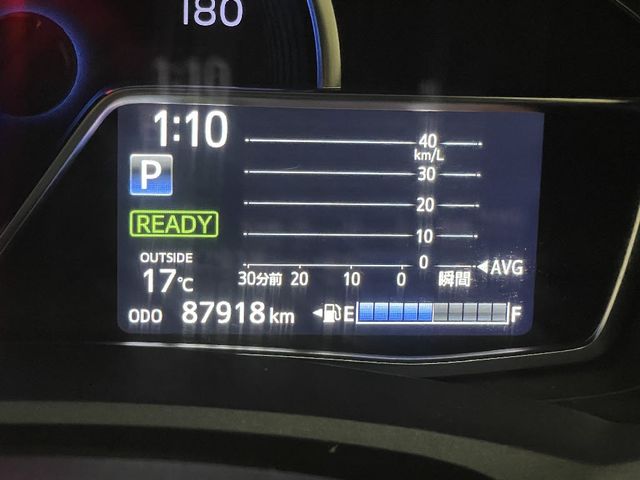 180
1:10
P
READY
OUTSIDE
17℃
ODO 87918 km
40
km/L
30
20
10
0
AVG
30分前 20 10 0 瞬間
E F